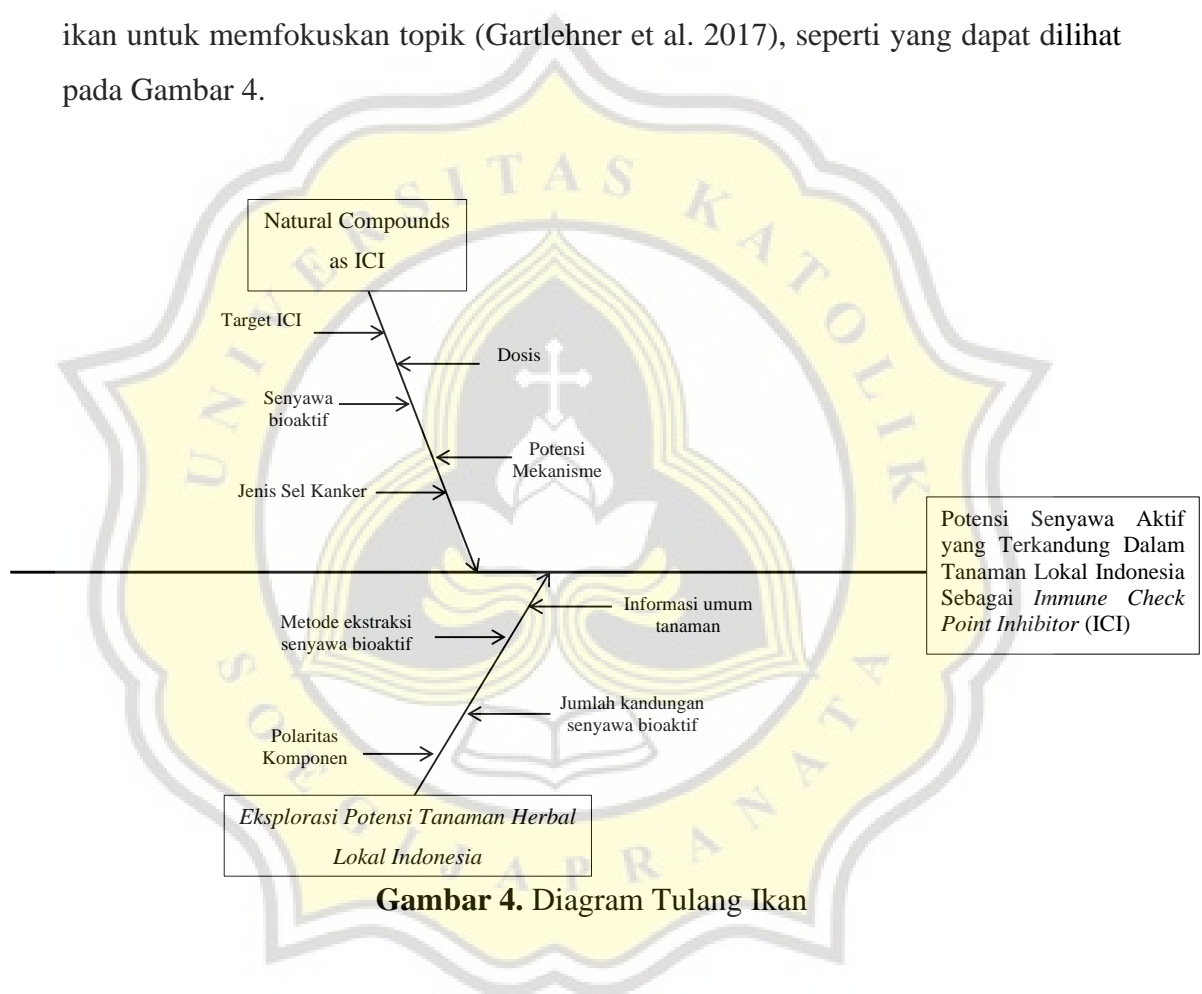 ikan untuk memfokuskan topik (Gartlehner et al. 2017), seperti yang dapat dilihat
pada Gambar 4.
UNIVERSITAS KATOLIK
Natural Compounds
as ICI
Target ICI
Dosis
Senyawa
bioaktif
Potensi
Mekanisme
Jenis Sel Kanker
Potensi Senyawa Aktif
yang Terkandung Dalam
Tanaman Lokal Indonesia
Sebagai Immune Check
Point Inhibitor (ICI)
Informasi umum
tanaman
Metode ekstraksi
senyawa bioaktif
Jumlah kandungan
senyawa bioaktif
Polaritas
Komponen
Eksplorasi Potensi Tanaman Herbal
Lokal Indonesia
SOEGIJAPRANATA
Gambar 4. Diagram Tulang Ikan